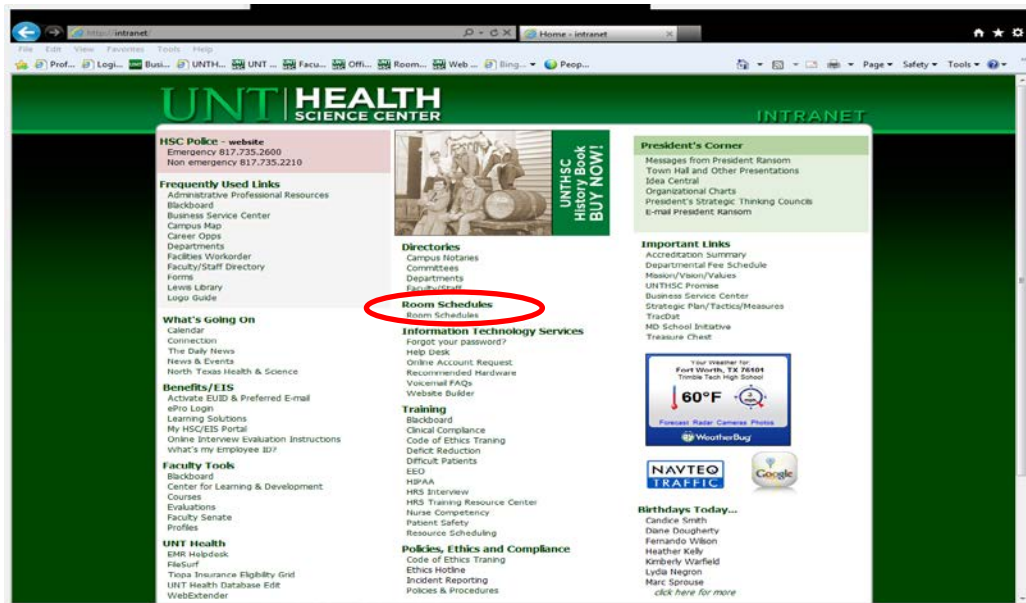 http://intranet/
Home - intranet
File Edit View Favorites Tools Help
Prof... Logi... Busi... UNTH... UNT ... Facu... Offi... Room... Web ... Bing... Peop...
Page Safety Tools
UNT HEALTH
SCIENCE CENTER
INTRANET
HSC Police - website
Emergency 817.735.2600
Non emergency 817.735.2210
Frequently Used Links
Administrative Professional Resources
Blackboard
Business Service Center
Campus Map
Career Opps
Departments
Facilities Workorder
Faculty/Staff Directory
Forms
Lewis Library
Logo Guide
What's Going On
Calendar
Connection
The Daily News
News & Events
North Texas Health & Science
Benefits/EIS
Activate EUID & Preferred E-mail
ePro Login
Learning Solutions
My HSC/EIS Portal
Online Interview Evaluation Instructions
What's my Employee ID?
Faculty Tools
Blackboard
Center for Learning & Development
Courses
Evaluations
Faculty Senate
Profiles
UNT Health
EMR Helpdesk
FileSurf
Tiopa Insurance Eligibility Grid
UNT Health Database Edit
WebExtender
UNTHSC
History Book
BUY NOW!
Directories
Campus Notaries
Committees
Departments
Faculty/Staff
Room Schedules
Room Schedules
Information Technology Services
Forgot your password?
Help Desk
Online Account Request
Recommended Hardware
Voicemail FAQs
Website Builder
Training
Blackboard
Clinical Compliance
Code of Ethics Traning
Deficit Reduction
Difficult Patients
EEO
HIPAA
HRS Interview
HRS Training Resource Center
Nurse Competency
Patient Safety
Resource Scheduling
Policies, Ethics and Compliance
Code of Ethics Traning
Ethics Hotline
Incident Reporting
Policies & Procedures
President's Corner
Messages from President Ransom
Town Hall and Other Presentations
Idea Central
Organizational Charts
President's Strategic Thinking Councils
E-mail President Ransom
Important Links
Accreditation Summary
Departmental Fee Schedule
Mission/Vision/Values
UNTHSC Promise
Business Service Center
Strategic Plan/Tactics/Measures
TracDat
MD School Initiative
Treasure Chest
Your Weather for:
Fort Worth, TX 76101
Trimble Tech High School
60°F
Forecast Radar Cameras Photos
WeatherBug
NAVTEQ
TRAFFIC
Google
Birthdays Today...
Candice Smith
Diane Dougherty
Fernando Wilson
Heather Kelly
Kimberly Warfield
Lydia Negron
Marc Sprouse
click here for more